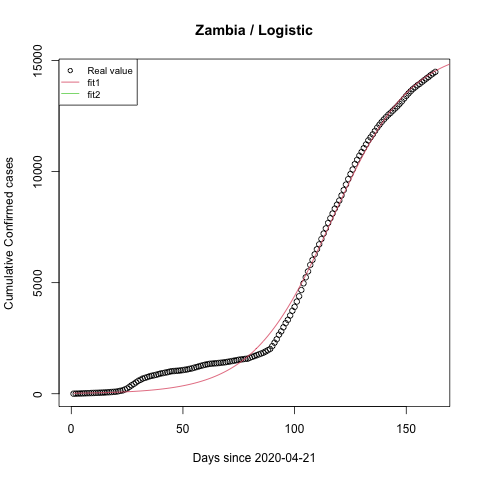 Zambia / Logistic
Real value
fit1
fit2
Cumulative Confirmed cases
15000
10000
5000
0
0 50 100 150
Days since 2020-04-21